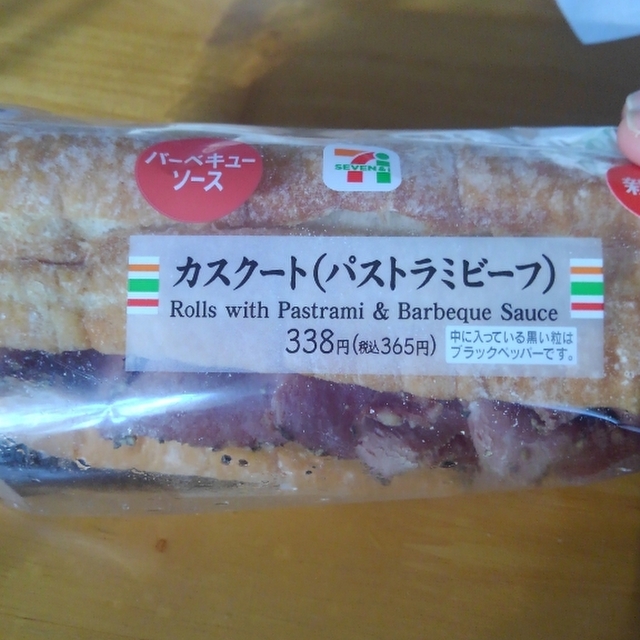 バーベキュー
ソース
SEVEN & i
カスクート(パストラミビーフ)
Rolls with Pastrami & Barbeque Sauce
338円(税込365円)
中に入っている黒い粒は
ブラックペッパーです。